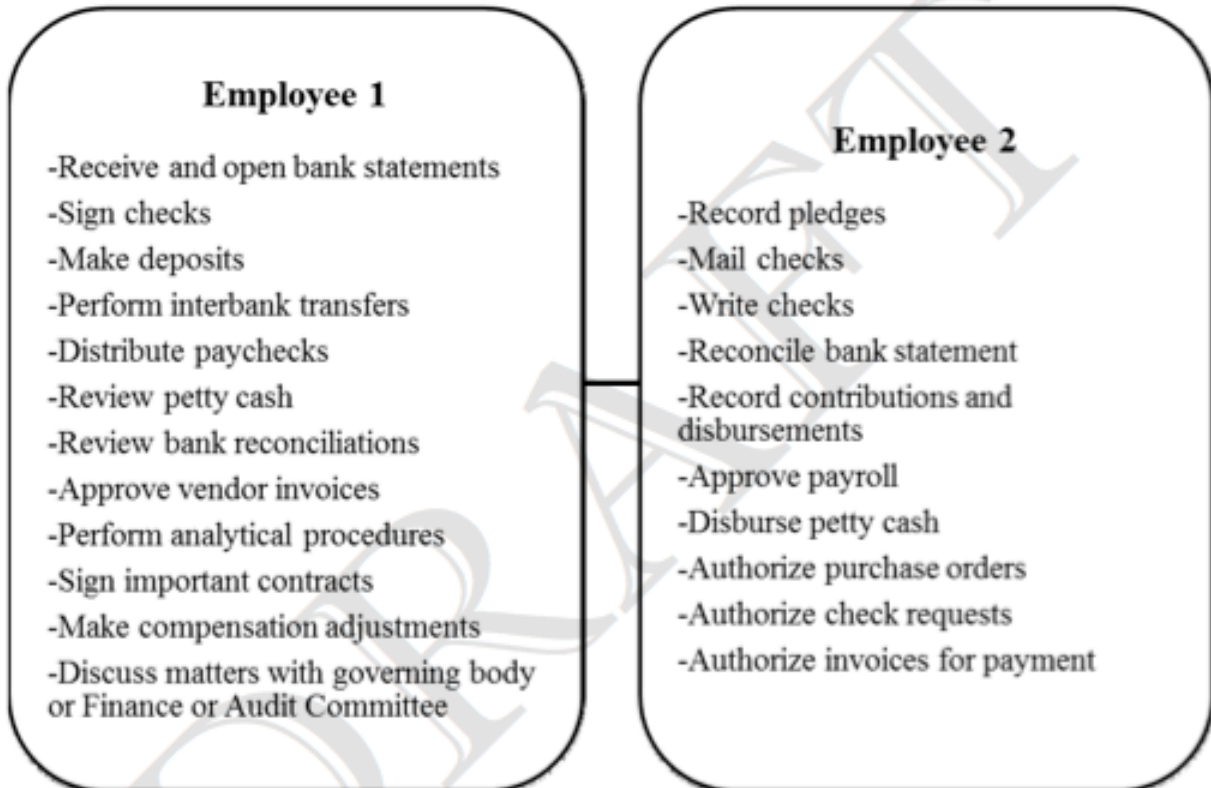 Employee 1
-Receive and open bank statements
-Sign checks
-Make deposits
-Perform interbank transfers
-Distribute paychecks
-Review petty cash
-Review bank reconciliations
-Approve vendor invoices
-Perform analytical procedures
-Sign important contracts
-Make compensation adjustments
-Discuss matters with governing body
or Finance or Audit Committee
Employee 2
-Record pledges
-Mail checks
-Write checks
-Reconcile bank statement
-Record contributions and
disbursements
-Approve payroll
-Disburse petty cash
-Authorize purchase orders
-Authorize check requests
-Authorize invoices for payment
DRAFT